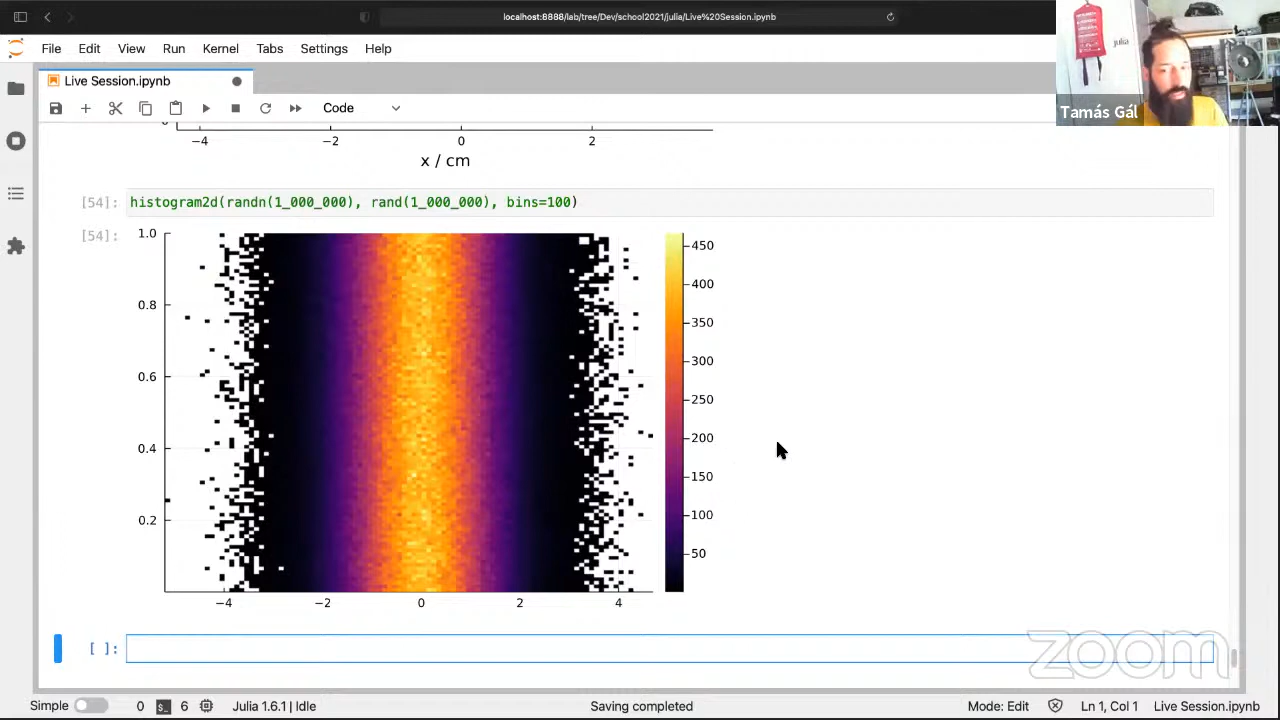 localhost:8888/lab/tree/Dev/school2021/julia/Live%20Session.ipynb
julia
Tamás Gál
File Edit View Run Kernel Tabs Settings Help
Live Session.ipynb
Code
−4 −2 0 2
x / cm
[54]: histogram2d(randn(1_000_000), rand(1_000_000), bins=100)
[54]:
1.0
0.8
0.6
0.4
0.2
−4 −2 0 2 4
450
400
350
300
250
200
150
100
50
[ ]:
zoom
Simple 0 $_ 6 Julia 1.6.1 | Idle Saving completed Mode: Edit Ln 1, Col 1 Live Session.ipynb